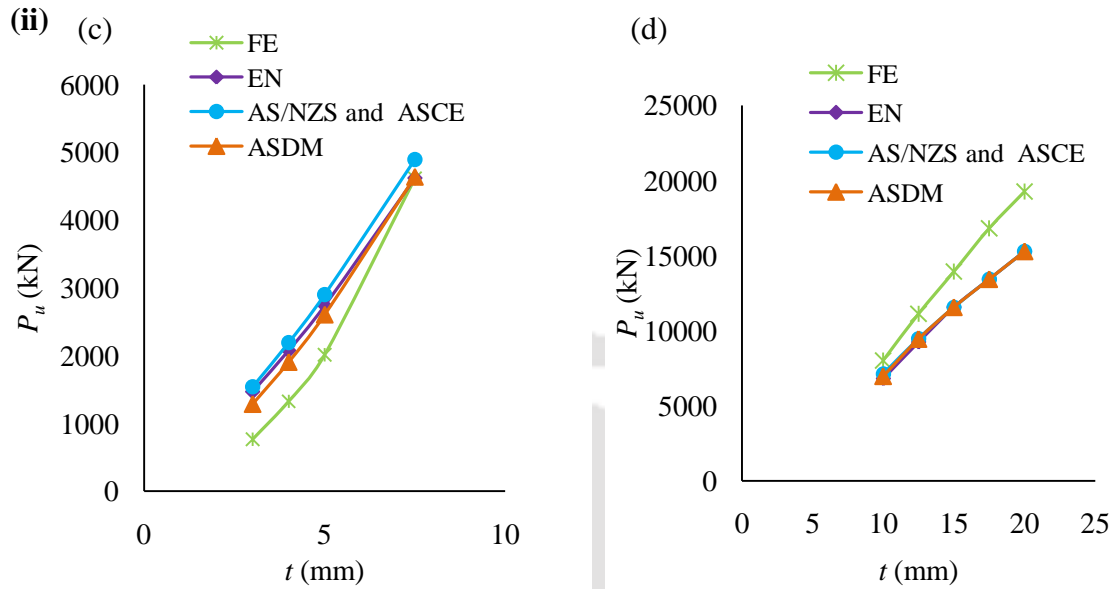 (ii)
(c)
FE
EN
AS/NZS and ASCE
ASDM
6000
5000
4000
3000
2000
1000
0
0
5
10
P_u (kN)
t (mm)
(d)
FE
EN
AS/NZS and ASCE
ASDM
25000
20000
15000
10000
5000
0
0
5
10
15
20
25
P_u (kN)
t (mm)